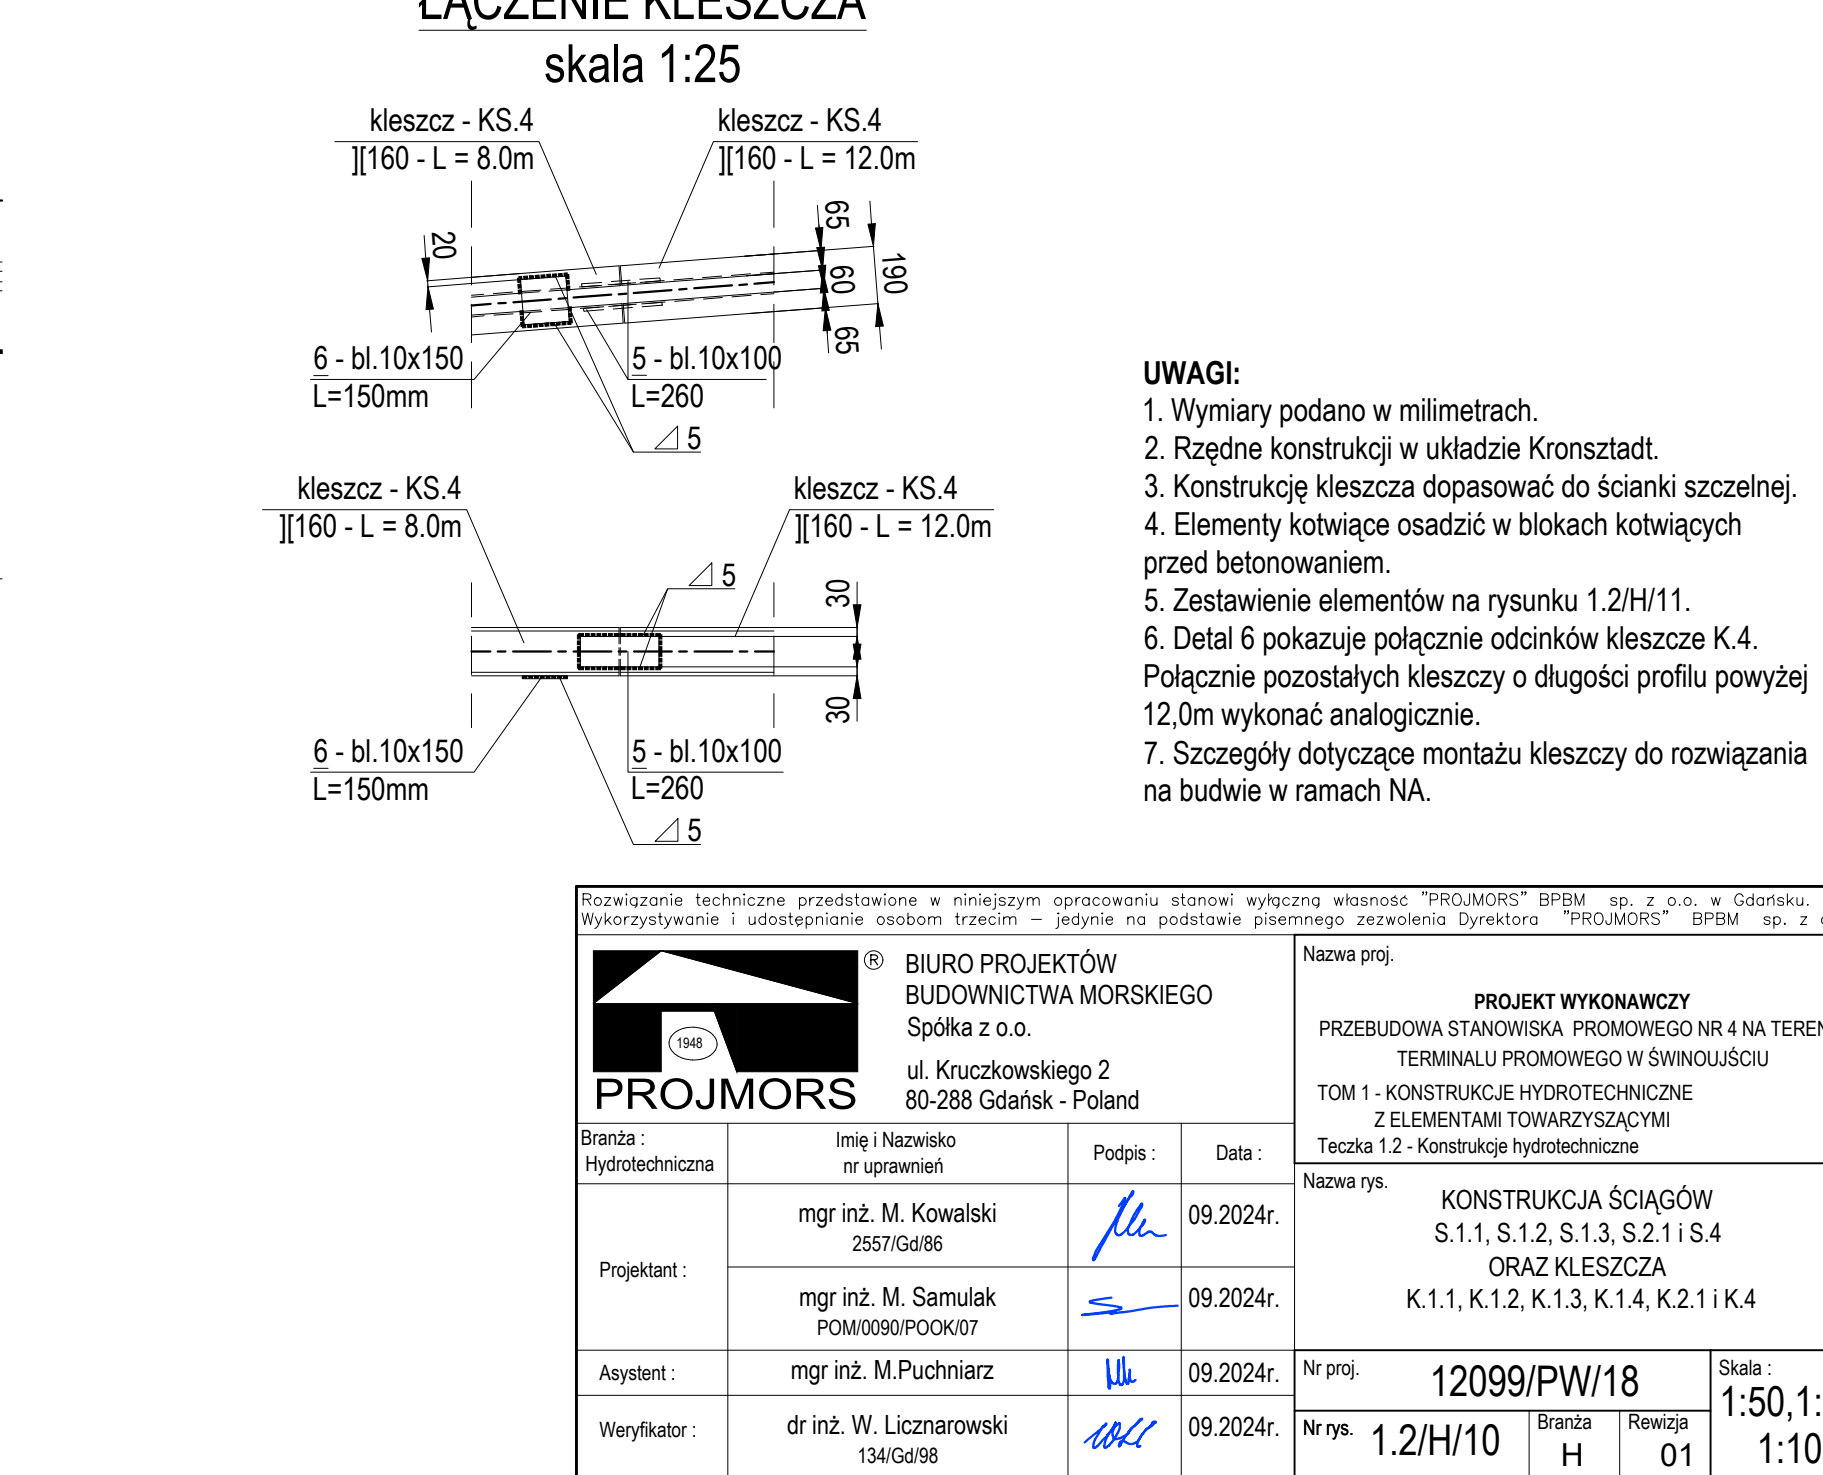 ŁĄCZENIE KLESZCZA
skala 1:25
kleszcz - KS.4
][160 - L = 8.0m
kleszcz - KS.4
][160 - L = 12.0m
20
65
60
65
190
6 - bl.10x150
L=150mm
5 - bl.10x100
L=260
5
kleszcz - KS.4
][160 - L = 8.0m
kleszcz - KS.4
][160 - L = 12.0m
5
30
30
6 - bl.10x150
L=150mm
5 - bl.10x100
L=260
5
UWAGI:
1. Wymiary podano w milimetrach.
2. Rzędne konstrukcji w układzie Kronsztadt.
3. Konstrukcję kleszcza dopasować do ścianki szczelnej.
4. Elementy kotwiące osadzić w blokach kotwiących
przed betonowaniem.
5. Zestawienie elementów na rysunku 1.2/H/11.
6. Detal 6 pokazuje połącznie odcinków kleszcze K.4.
Połącznie pozostałych kleszczy o długości profilu powyżej
12,0m wykonać analogicznie.
7. Szczegóły dotyczące montażu kleszczy do rozwiązania
na budwie w ramach NA.
Rozwiązanie techniczne przedstawione w niniejszym opracowaniu stanowi wyłączną własność "PROJMORS" BPBM sp. z o.o. w Gdańsku.
Wykorzystywanie i udostępnianie osobom trzecim – jedynie na podstawie pisemnego zezwolenia Dyrektora "PROJMORS" BPBM sp. z
1948
PROJMORS
®
BIURO PROJEKTÓW
BUDOWNICTWA MORSKIEGO
Spółka z o.o.
ul. Kruczkowskiego 2
80-288 Gdańsk - Poland
Nazwa proj.
PROJEKT WYKONAWCZY
PRZEBUDOWA STANOWISKA PROMOWEGO NR 4 NA TEREN
TERMINALU PROMOWEGO W ŚWINOUJŚCIU
TOM 1 - KONSTRUKCJE HYDROTECHNICZNE
Z ELEMENTAMI TOWARZYSZĄCYMI
Teczka 1.2 - Konstrukcje hydrotechniczne
Branża :
Hydrotechniczna
Imię i Nazwisko
nr uprawnień
Podpis :
Data :
Projektant :
mgr inż. M. Kowalski
2557/Gd/86
09.2024r.
mgr inż. M. Samulak
POM/0090/POOK/07
09.2024r.
Asystent :
mgr inż. M.Puchniarz
09.2024r.
Weryfikator :
dr inż. W. Licznarowski
134/Gd/98
09.2024r.
Nazwa rys.
KONSTRUKCJA ŚCIĄGÓW
S.1.1, S.1.2, S.1.3, S.2.1 i S.4
ORAZ KLESZCZA
K.1.1, K.1.2, K.1.3, K.1.4, K.2.1 i K.4
Nr proj.
12099/PW/18
Skala :
1:50,1:
1:10
Nr rys.
1.2/H/10
Branża
H
Rewizja
01